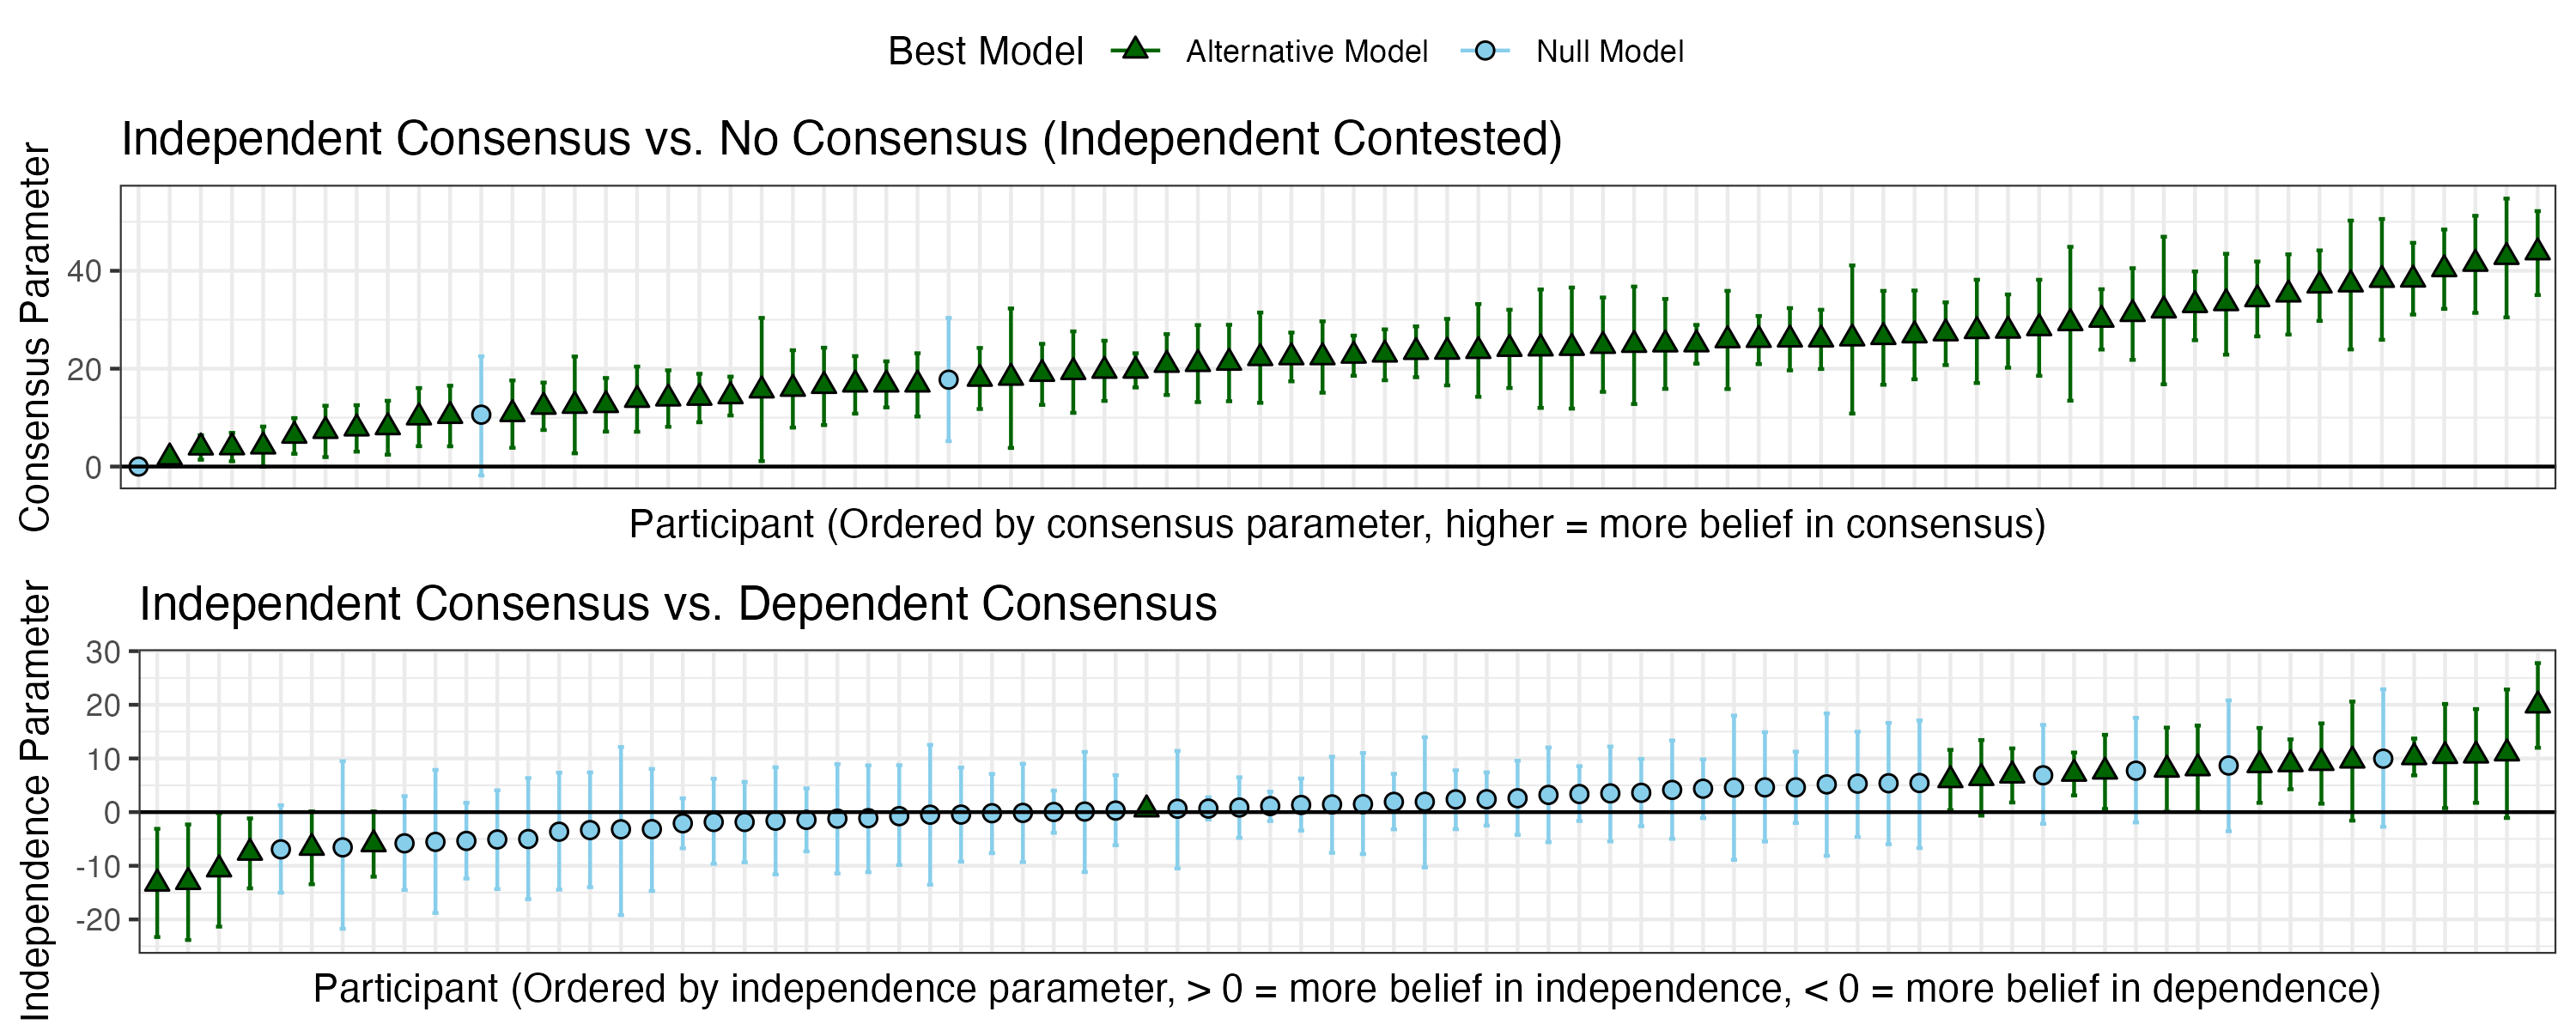 Best Model Alternative Model Null Model
Independent Consensus vs. No Consensus (Independent Contested)
Consensus Parameter
40
20
0
Participant (Ordered by consensus parameter, higher = more belief in consensus)
Independent Consensus vs. Dependent Consensus
Independence Parameter
30
20
10
0
-10
-20
Participant (Ordered by independence parameter, > 0 = more belief in independence, < 0 = more belief in dependence)